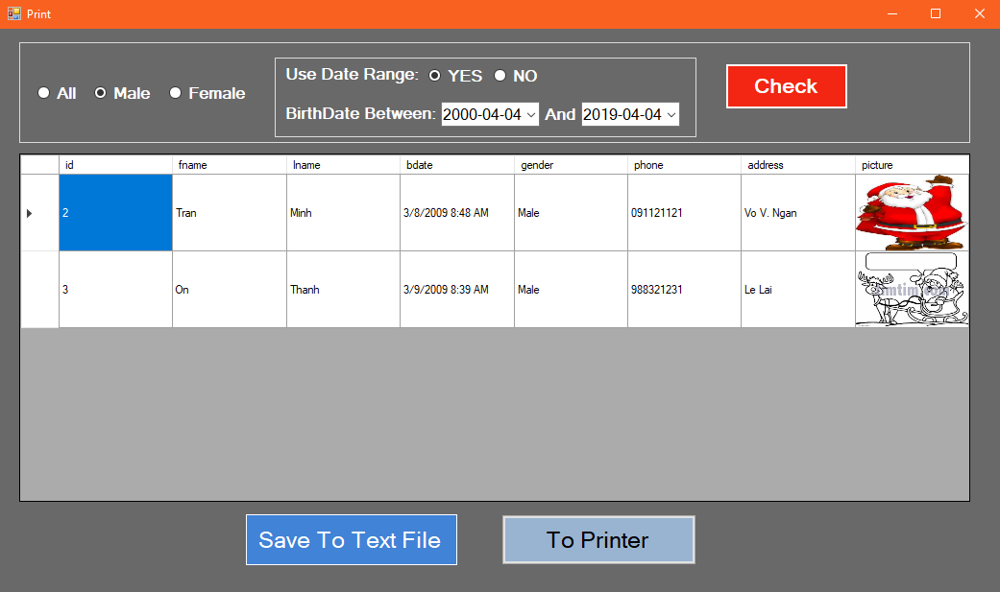 Print
Use Date Range: YES NO
All Male Female
BirthDate Between: 2000-04-04 And 2019-04-04
Check
id fname lname bdate gender phone address picture
2 Tran Minh 3/8/2009 8:48 AM Male 091121121 Vo V. Ngan
3 On Thanh 3/9/2009 8:39 AM Male 988321231 Le Lai
Save To Text File
To Printer